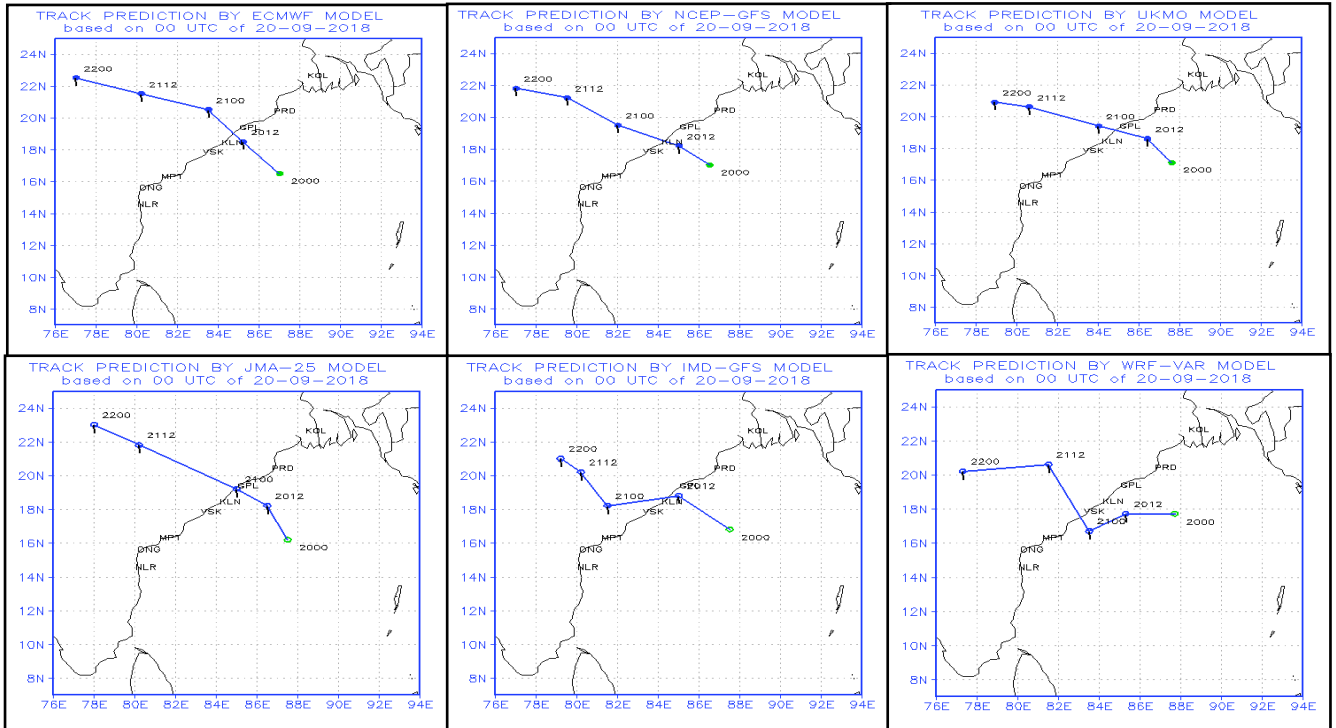 TRACK PREDICTION BY ECMWF MODEL
based on 00 UTC of 20-09-2018
24N
22N
20N
18N
16N
14N
12N
10N
8N
76E 78E 80E 82E 84E 86E 88E 90E 92E 94E
2200
2112
2100
2012
2000
KOL
PRD
GPL
KLN
VSK
MPT
ONG
NLR
TRACK PREDICTION BY NCEP-GFS MODEL
based on 00 UTC of 20-09-2018
24N
22N
20N
18N
16N
14N
12N
10N
8N
76E 78E 80E 82E 84E 86E 88E 90E 92E 94E
2200
2112
2100
2012
2000
KOL
PRD
GPL
KLN
VSK
MPT
ONG
NLR
TRACK PREDICTION BY UKMO MODEL
based on 00 UTC of 20-09-2018
24N
22N
20N
18N
16N
14N
12N
10N
8N
76E 78E 80E 82E 84E 86E 88E 90E 92E 94E
2200
2112
2100
2012
2000
KOL
PRD
GPL
KLN
VSK
MPT
ONG
NLR
TRACK PREDICTION BY JMA-25 MODEL
based on 00 UTC of 20-09-2018
24N
22N
20N
18N
16N
14N
12N
10N
8N
76E 78E 80E 82E 84E 86E 88E 90E 92E 94E
2200
2112
2100
2012
2000
KOL
PRD
GPL
KLN
VSK
MPT
ONG
NLR
TRACK PREDICTION BY IMD-GFS MODEL
based on 00 UTC of 20-09-2018
24N
22N
20N
18N
16N
14N
12N
10N
8N
76E 78E 80E 82E 84E 86E 88E 90E 92E 94E
2200
2112
2100
2012
2000
KOL
PRD
GPL
KLN
VSK
MPT
ONG
NLR
TRACK PREDICTION BY WRF-VAR MODEL
based on 00 UTC of 20-09-2018
24N
22N
20N
18N
16N
14N
12N
10N
8N
76E 78E 80E 82E 84E 86E 88E 90E 92E 94E
2200
2112
2100
2012
2000
KOL
PRD
GPL
KLN
VSK
MPT
ONG
NLR